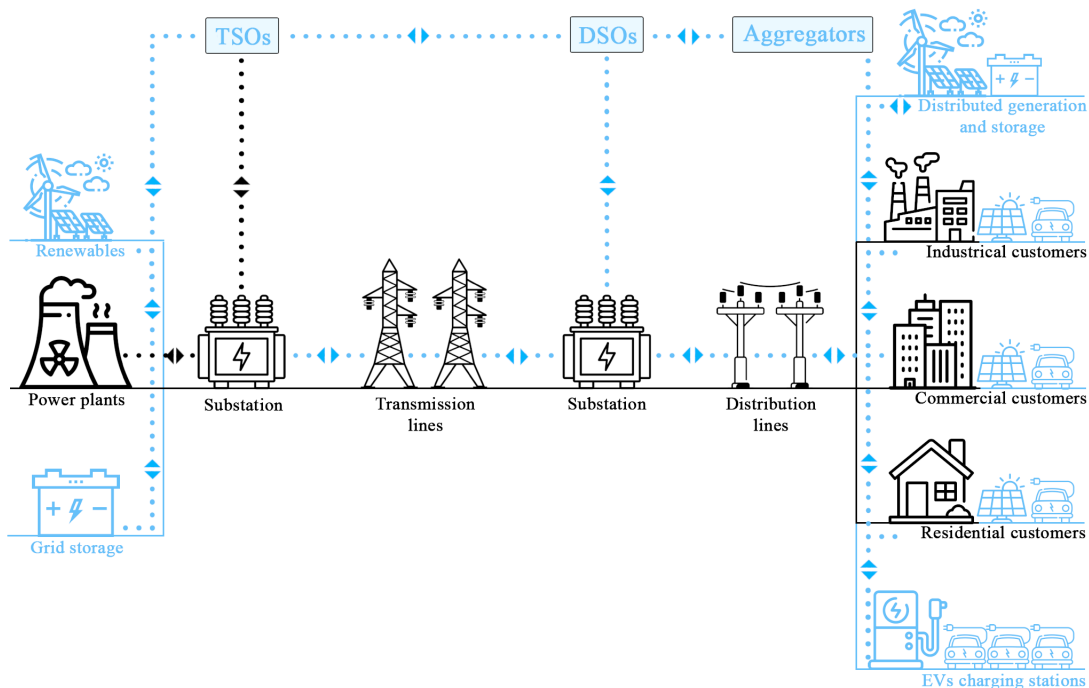 TSOs
DSOs
Aggregators
Distributed generation
and storage
Renewables
Industrical customers
Power plants
Substation
Transmission
lines
Substation
Distribution
lines
Commercial customers
Grid storage
Residential customers
EVs charging stations